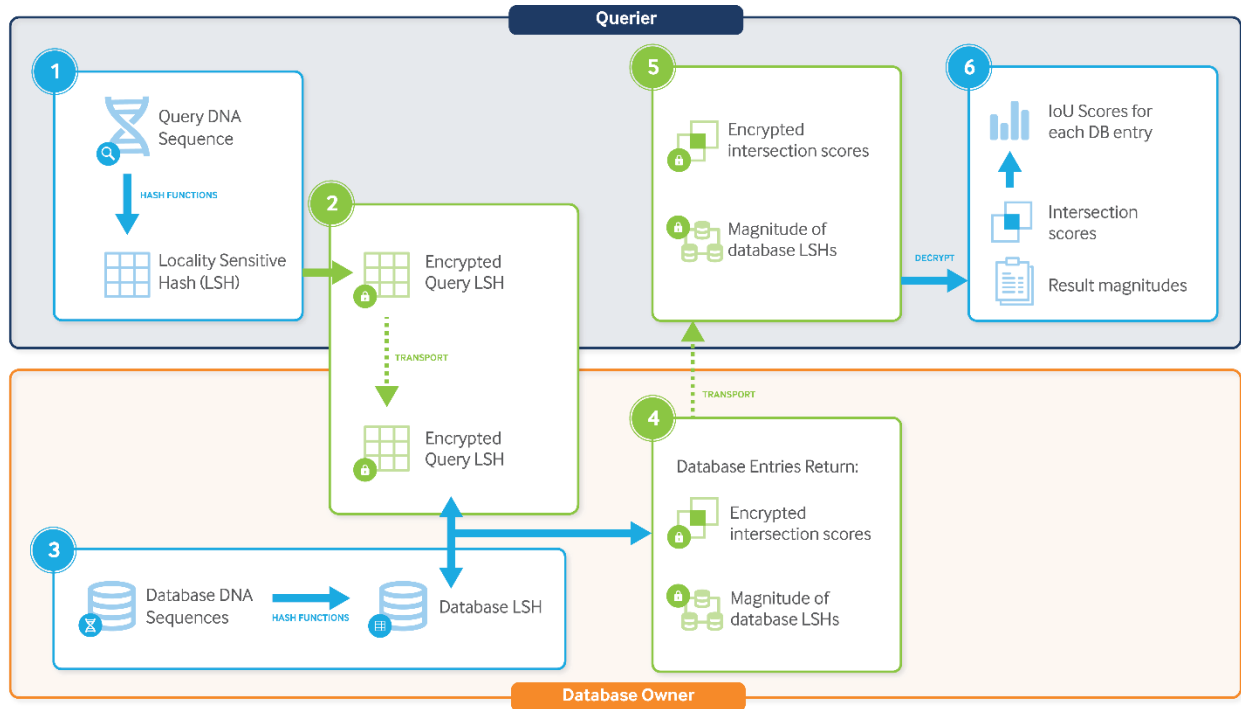 Querier
1
Query DNA
Sequence
HASH FUNCTIONS
Locality Sensitive
Hash (LSH)
2
Encrypted
Query LSH
TRANSPORT
Encrypted
Query LSH
3
Database DNA
Sequences
HASH FUNCTIONS
Database LSH
4
Database Entries Return:
Encrypted
intersection scores
Magnitude of
database LSHs
TRANSPORT
5
Encrypted
intersection scores
Magnitude of
database LSHs
DECRYPT
6
IoU Scores for
each DB entry
Intersection
scores
Result magnitudes
Database Owner